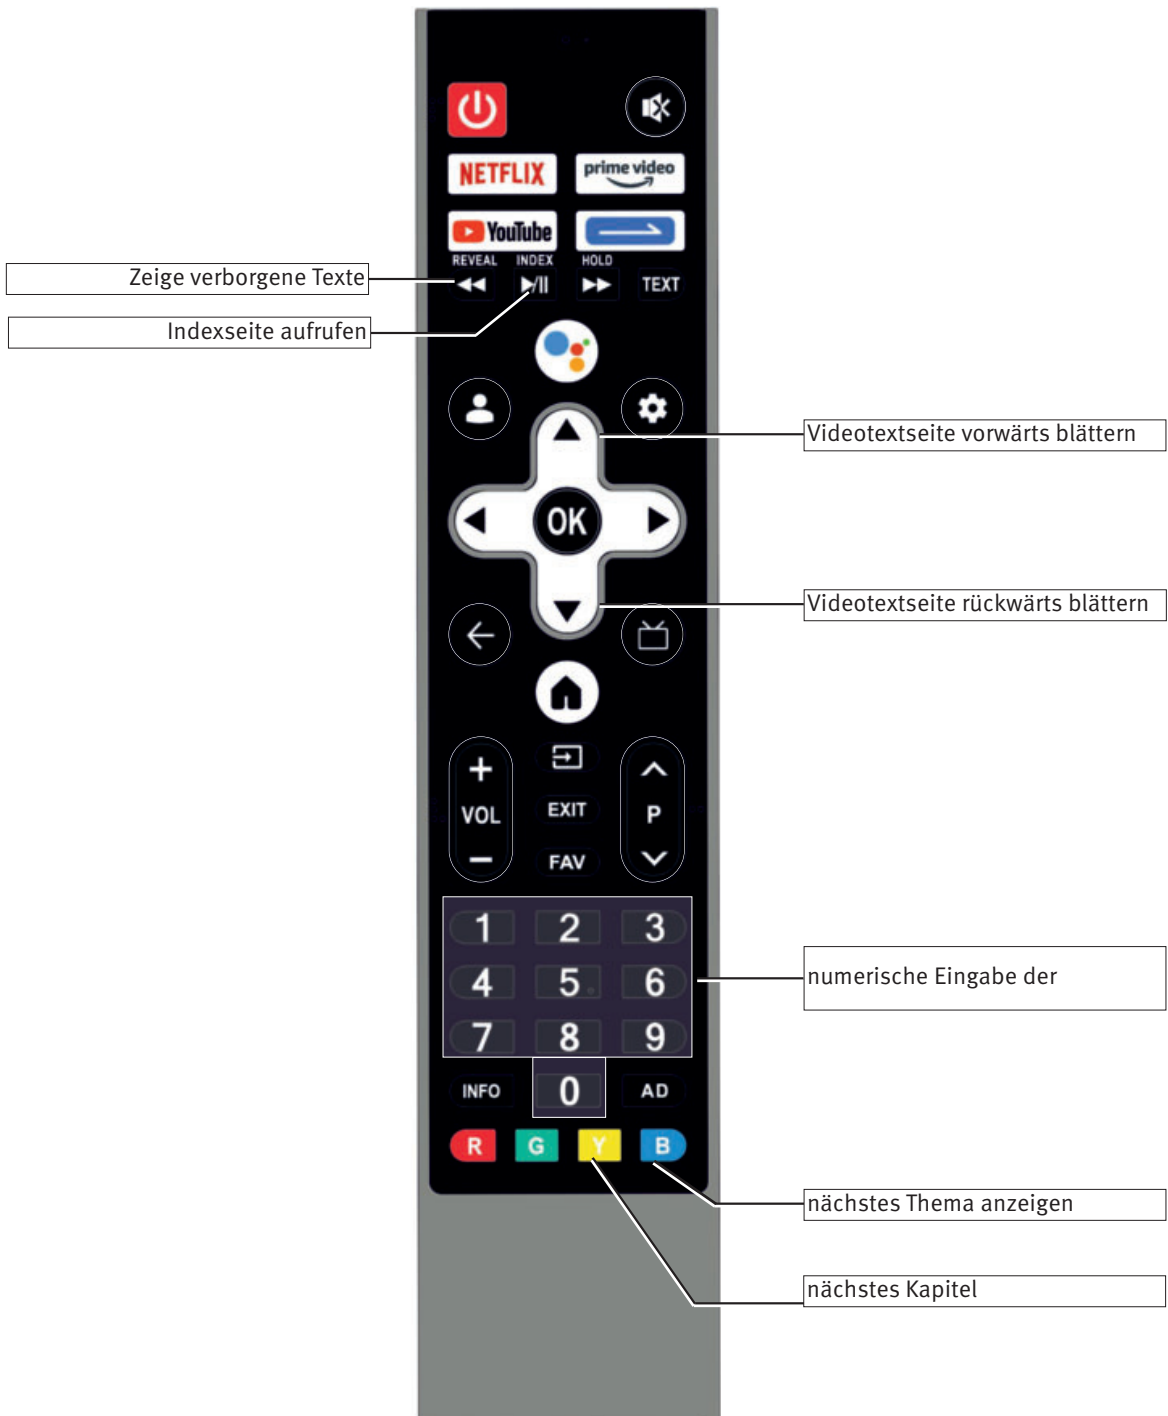 NETFLIX
prime video
YouTube
REVEAL INDEX HOLD
TEXT
Zeige verborgene Texte
Indexseite aufrufen
Videotextseite vorwärts blättern
OK
Videotextseite rückwärts blättern
+
VOL
−
EXIT
FAV
P
1 2 3
4 5 6
7 8 9
numerische Eingabe der
INFO 0 AD
R G Y B
nächstes Thema anzeigen
nächstes Kapitel